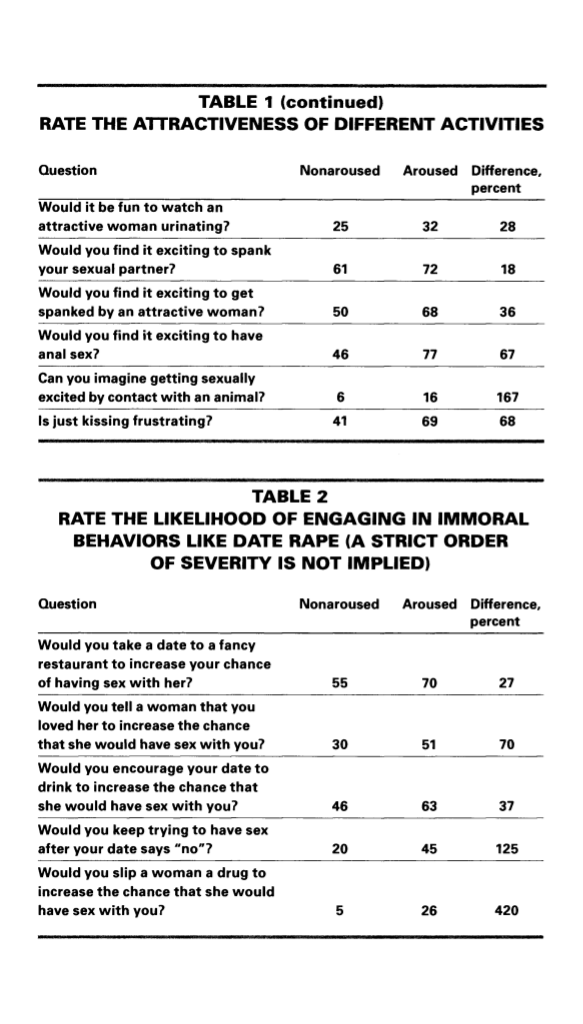 TABLE 1 (continued)
RATE THE ATTRACTIVENESS OF DIFFERENT ACTIVITIES
Question Nonaroused Aroused Difference,
percent
Would it be fun to watch an
attractive woman urinating? 25 32 28
Would you find it exciting to spank
your sexual partner? 61 72 18
Would you find it exciting to get
spanked by an attractive woman? 50 68 36
Would you find it exciting to have
anal sex? 46 77 67
Can you imagine getting sexually
excited by contact with an animal? 6 16 167
Is just kissing frustrating? 41 69 68
TABLE 2
RATE THE LIKELIHOOD OF ENGAGING IN IMMORAL
BEHAVIORS LIKE DATE RAPE (A STRICT ORDER
OF SEVERITY IS NOT IMPLIED)
Question Nonaroused Aroused Difference,
percent
Would you take a date to a fancy
restaurant to increase your chance
of having sex with her? 55 70 27
Would you tell a woman that you
loved her to increase the chance
that she would have sex with you? 30 51 70
Would you encourage your date to
drink to increase the chance that
she would have sex with you? 46 63 37
Would you keep trying to have sex
after your date says "no"? 20 45 125
Would you slip a woman a drug to
increase the chance that she would
have sex with you? 5 26 420